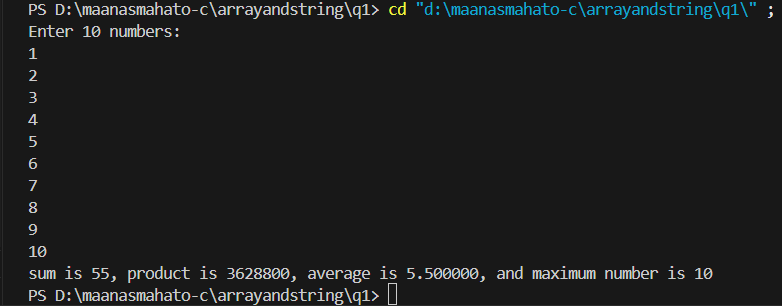 PS D:\maanasmahato-c\arrayandstring\q1> cd "d:\maanasmahato-c\arrayandstring\q1\" ;
Enter 10 numbers:
1
2
3
4
5
6
7
8
9
10
sum is 55, product is 3628800, average is 5.500000, and maximum number is 10
PS D:\maanasmahato-c\arrayandstring\q1>